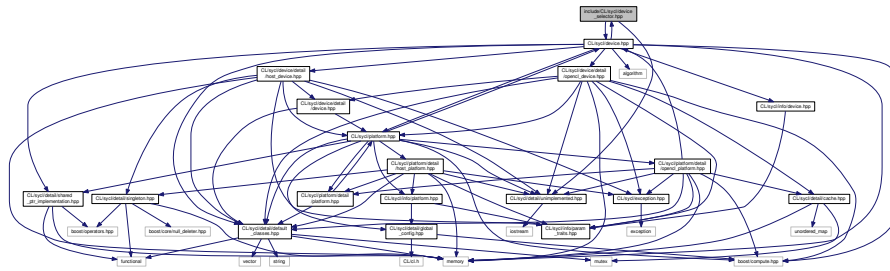 include/CL/sycl/device
_selector.hpp
CL/sycl/device.hpp
CL/sycl/device/detail
/host_device.hpp
CL/sycl/device/detail
/opencl_device.hpp
algorithm
CL/sycl/device/detail
/device.hpp
CL/sycl/info/device.hpp
CL/sycl/platform.hpp
CL/sycl/platform/detail
/host_platform.hpp
CL/sycl/platform/detail
/opencl_platform.hpp
CL/sycl/detail/shared
_ptr_implementation.hpp
CL/sycl/detail/singleton.hpp
CL/sycl/platform/detail
/platform.hpp
CL/sycl/info/platform.hpp
CL/sycl/detail/unimplemented.hpp
CL/sycl/exception.hpp
CL/sycl/detail/cache.hpp
boost/operators.hpp
boost/core/null_deleter.hpp
CL/sycl/detail/default
_classes.hpp
CL/sycl/detail/global
_config.hpp
iostream
CL/sycl/info/param
_traits.hpp
exception
unordered_map
functional
vector
string
CL/cl.h
memory
mutex
boost/compute.hpp